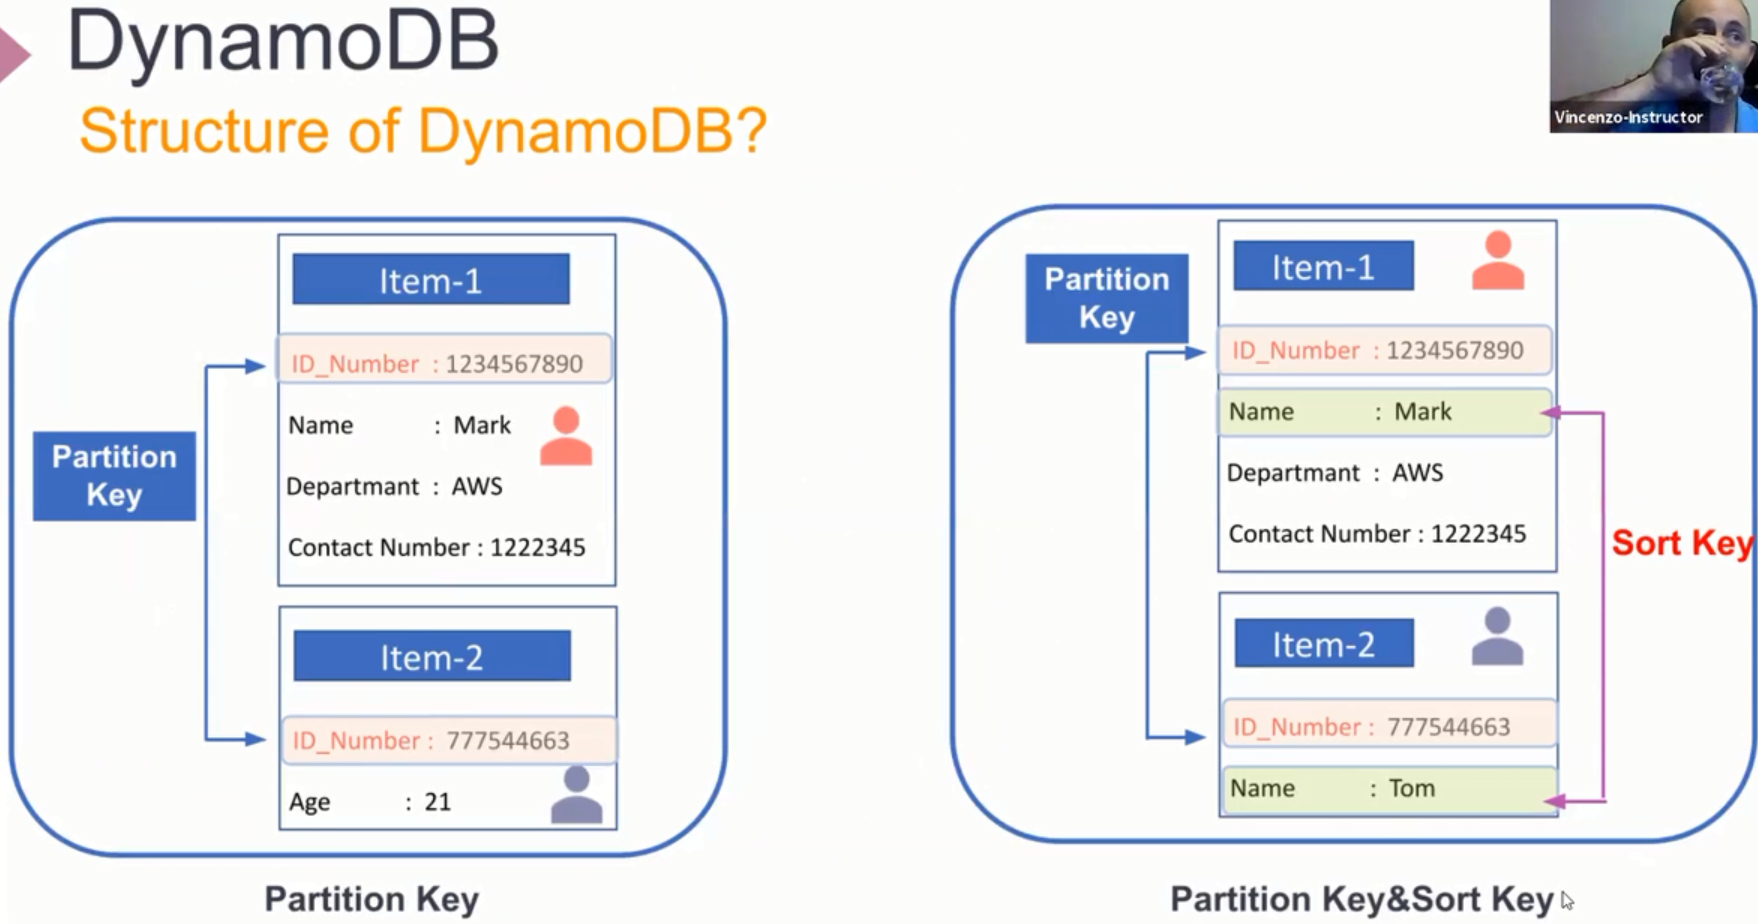 DynamoDB
Structure of DynamoDB?
Vincenzo-Instructor
Partition
Key
Item-1
ID_Number : 1234567890
Name : Mark
Departmant : AWS
Contact Number : 1222345
Item-2
ID_Number : 777544663
Age : 21
Partition Key
Partition
Key
Item-1
ID_Number : 1234567890
Name : Mark
Departmant : AWS
Contact Number : 1222345
Sort Key
Item-2
ID_Number : 777544663
Name : Tom
Partition Key&Sort Key